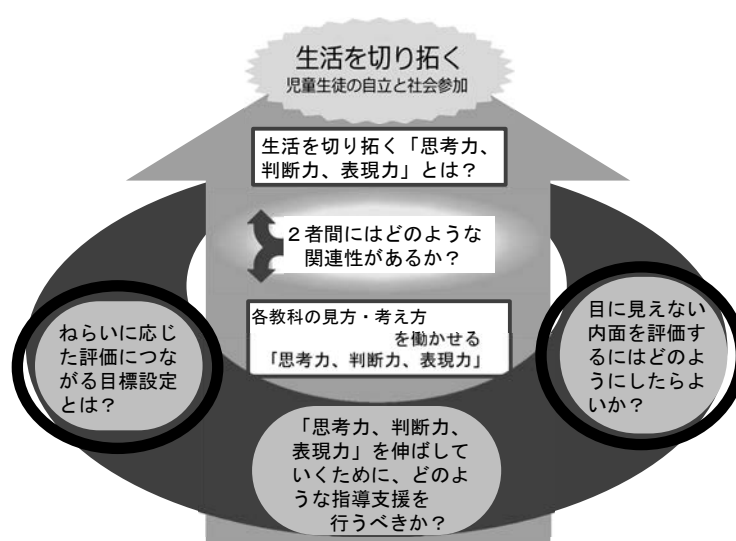 生活を切り拓く
児童生徒の自立と社会参加
生活を切り拓く「思考力、
判断力、表現力」とは？
２者間にはどのような
関連性があるか？
各教科の見方・考え方
を働かせる
「思考力、判断力、表現力」
ねらいに応じ
た評価につな
がる目標設定
とは？
目に見えない
内面を評価す
るにはどのよ
うにしたらよ
いか？
「思考力、判断力、
表現力」を伸ばして
いくために、どのよ
うな指導支援を
行うべきか？